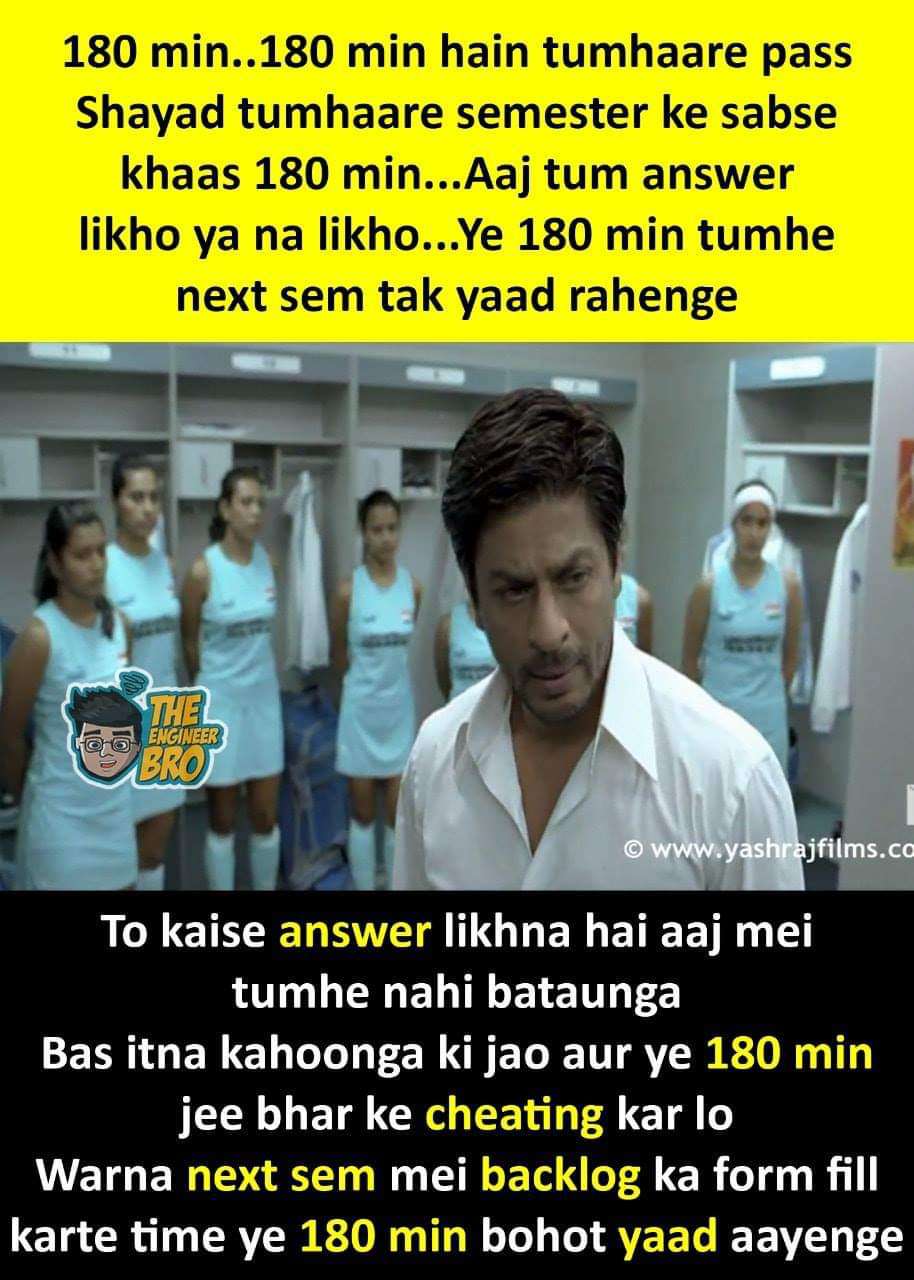 180 min..180 min hain tumhaare pass
Shayad tumhaare semester ke sabse
khaas 180 min...Aaj tum answer
likho ya na likho...Ye 180 min tumhe
next sem tak yaad rahenge
THE
ENGINEER
BRO
© www.yashrajfilms.co
To kaise answer likhna hai aaj mei
tumhe nahi bataunga
Bas itna kahoonga ki jao aur ye 180 min
jee bhar ke cheating kar lo
Warna next sem mei backlog ka form fill
karte time ye 180 min bohot yaad aayenge